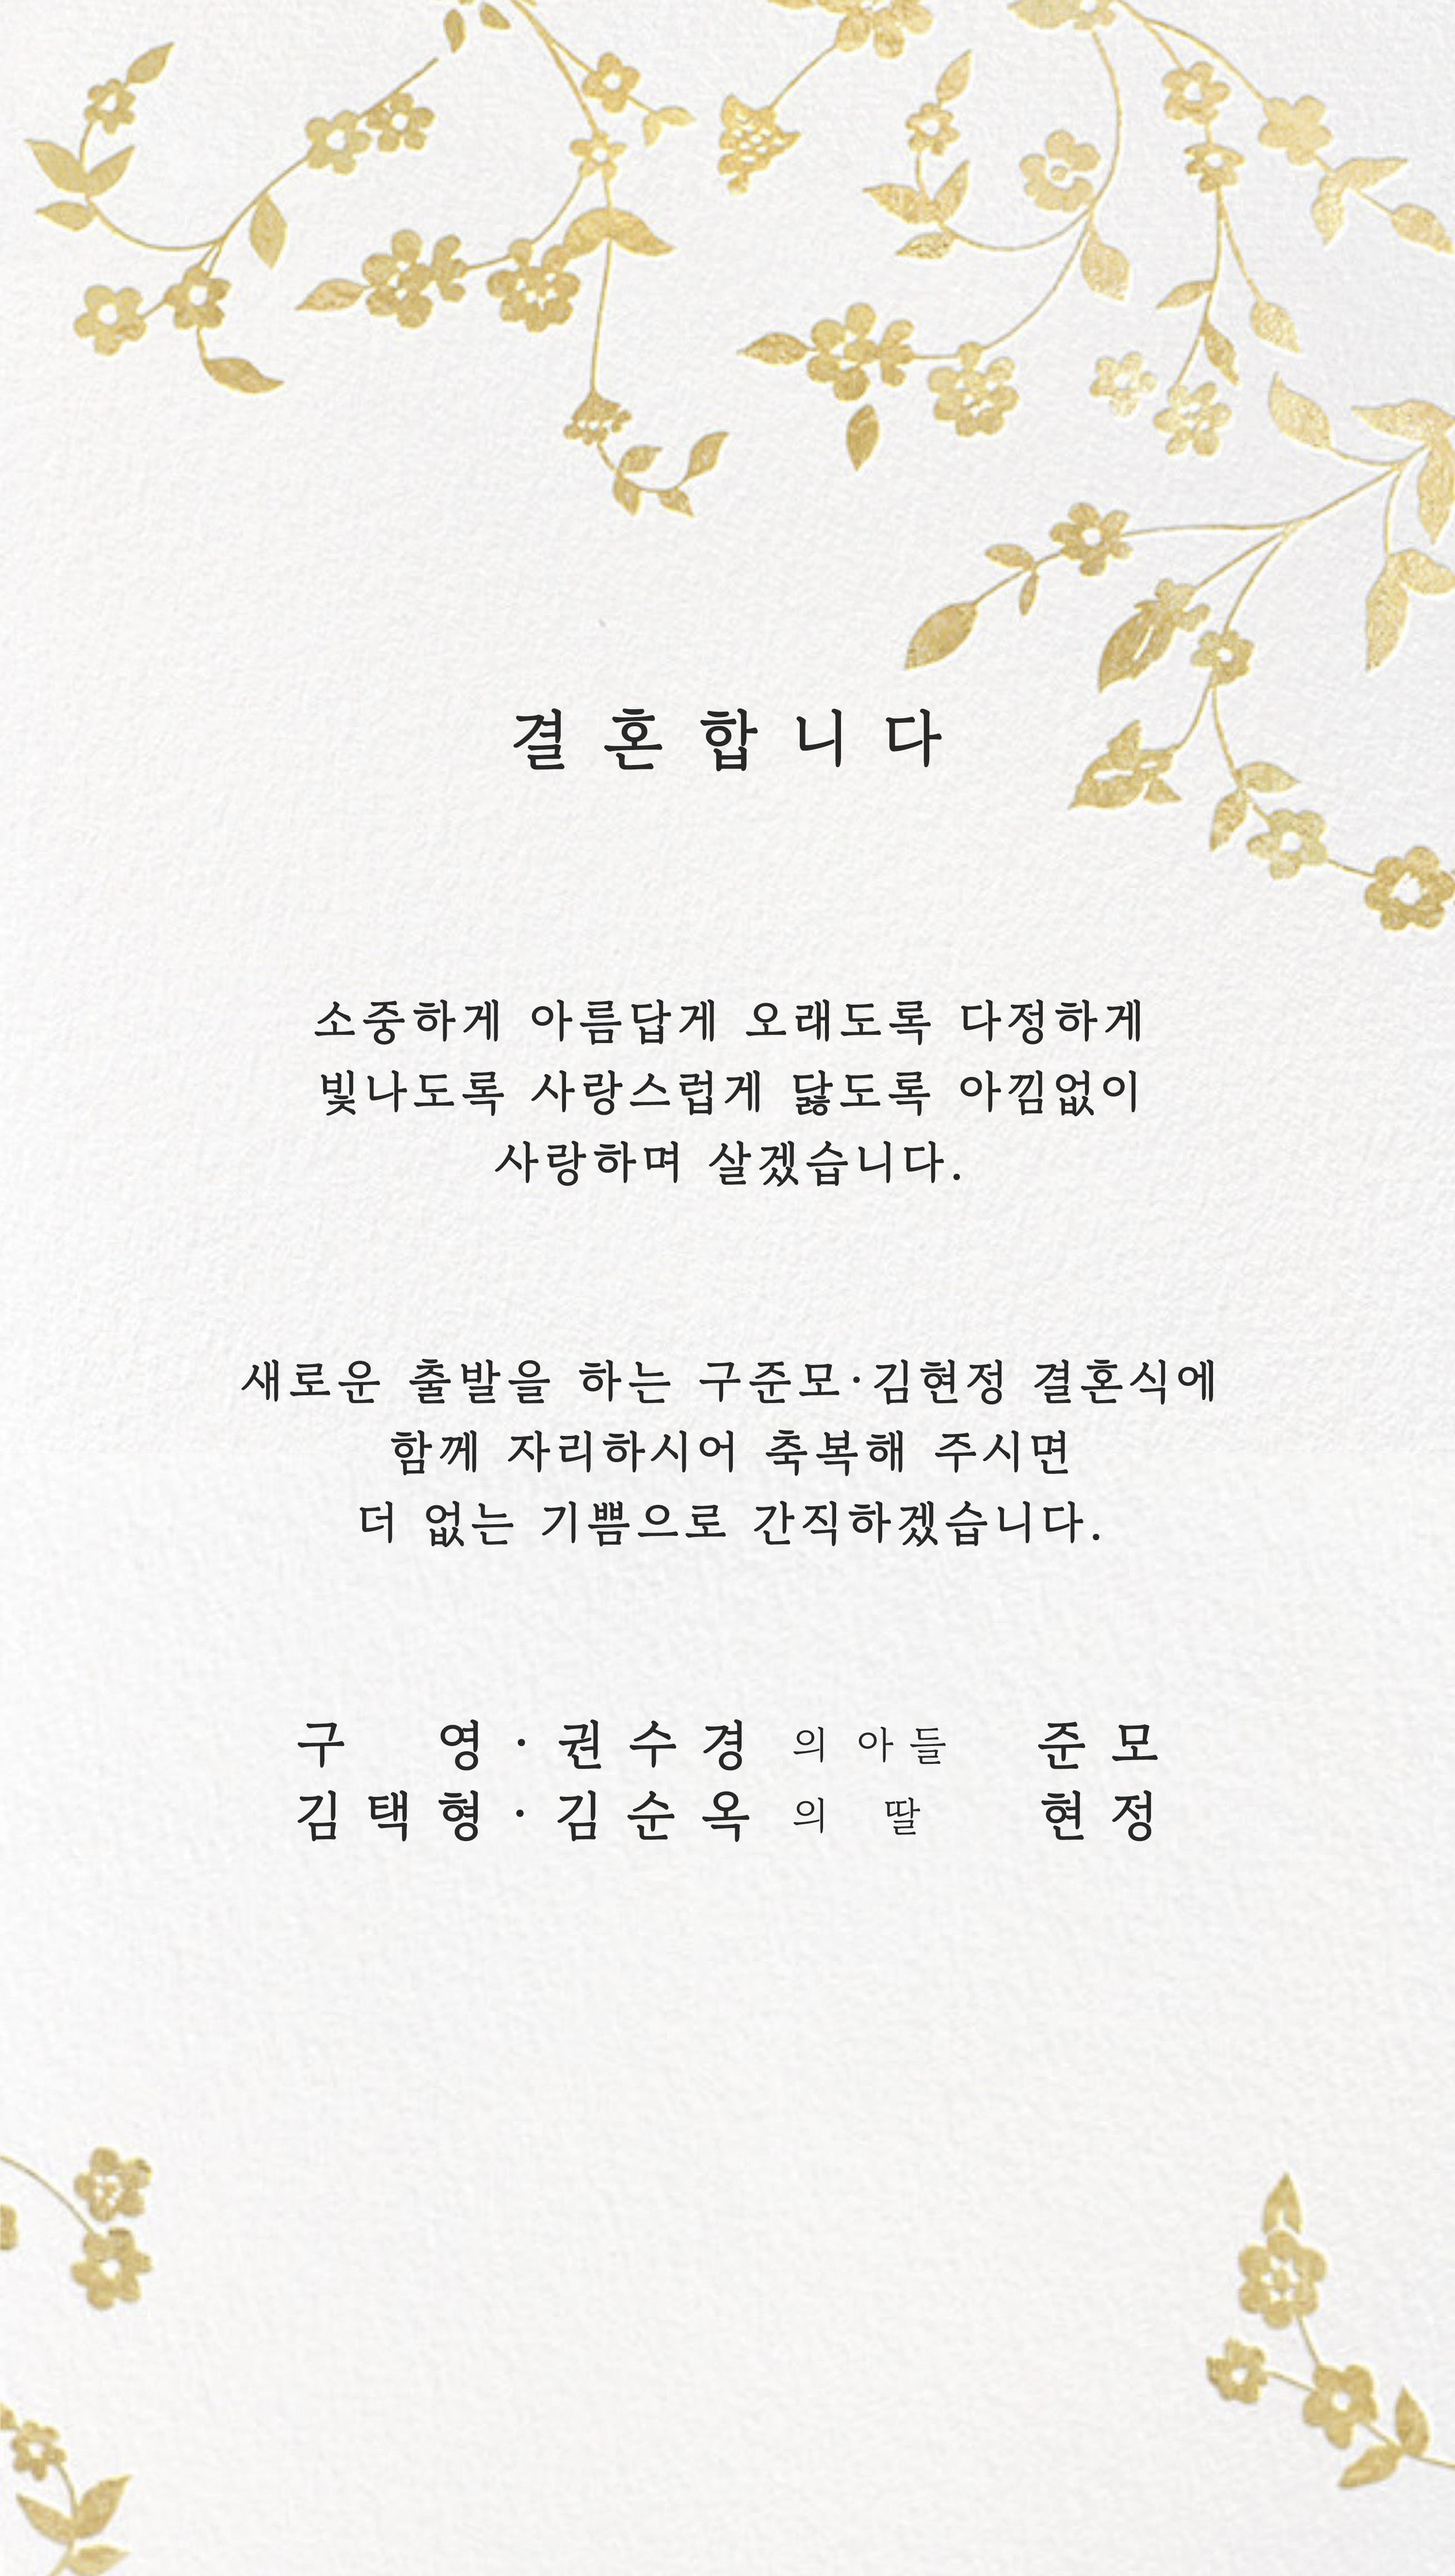 결혼합니다
소중하게 아름답게 오래도록 다정하게
빛나도록 사랑스럽게 닳도록 아낌없이
사랑하며 살겠습니다.
새로운 출발을 하는 구준모·김현정 결혼식에
함께 자리하시어 축복해 주시면
더 없는 기쁨으로 간직하겠습니다.
구 영·권수경 의 아들 준모
김택형·김순옥 의 딸 현정